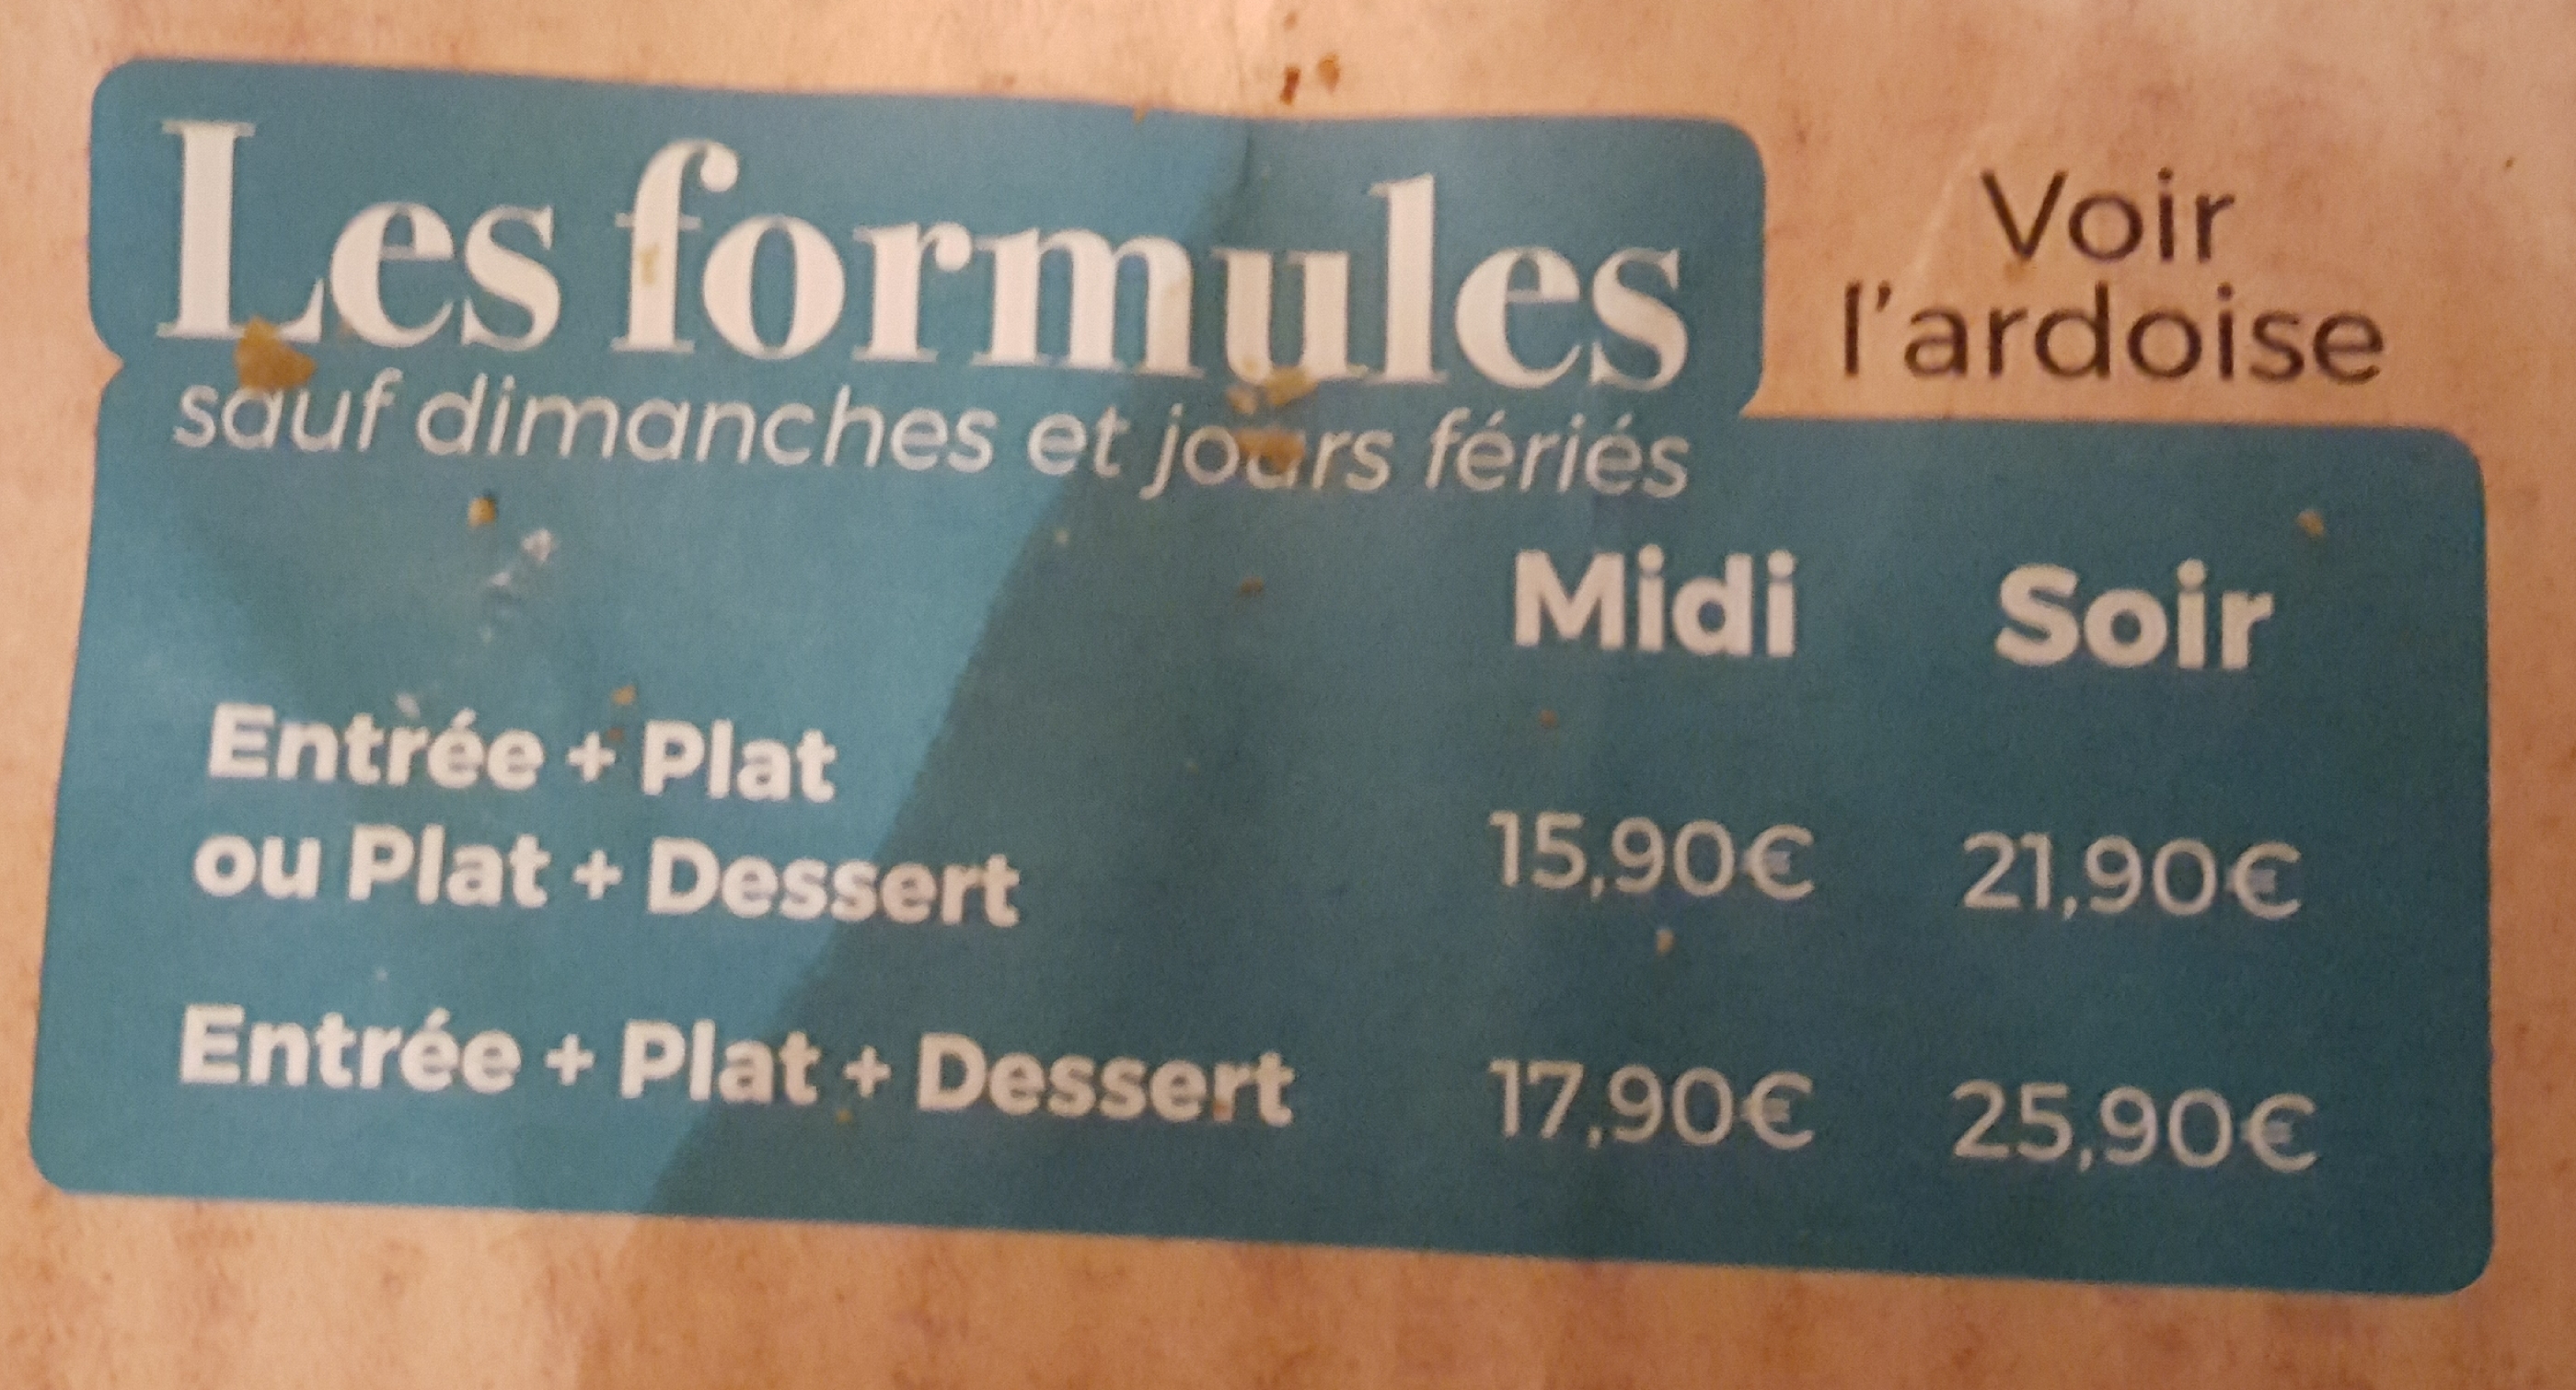 Les formules
sauf dimanches et jours fériés
Voir
l'ardoise
Midi Soir
Entrée + Plat
ou Plat + Dessert 15,90€ 21,90€
Entrée + Plat + Dessert 17,90€ 25,90€